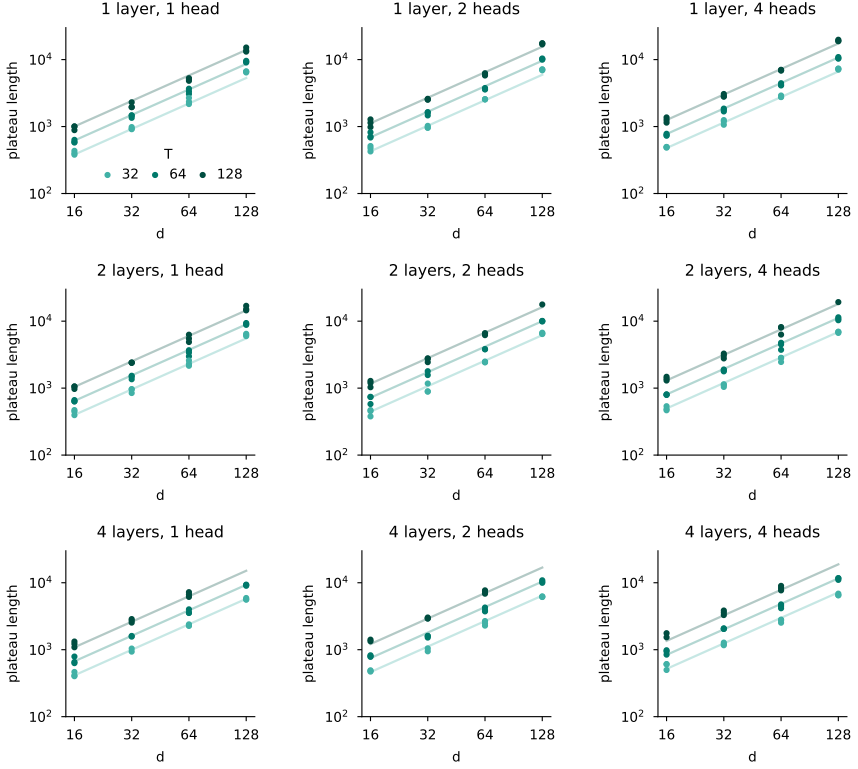 1 layer, 1 head
1 layer, 2 heads
1 layer, 4 heads
plateau length
10^4
10^3
10^2
T
32 64 128
16 32 64 128
d
plateau length
10^4
10^3
10^2
16 32 64 128
d
plateau length
10^4
10^3
10^2
16 32 64 128
d
2 layers, 1 head
2 layers, 2 heads
2 layers, 4 heads
plateau length
10^4
10^3
10^2
16 32 64 128
d
plateau length
10^4
10^3
10^2
16 32 64 128
d
plateau length
10^4
10^3
10^2
16 32 64 128
d
4 layers, 1 head
4 layers, 2 heads
4 layers, 4 heads
plateau length
10^4
10^3
10^2
16 32 64 128
d
plateau length
10^4
10^3
10^2
16 32 64 128
d
plateau length
10^4
10^3
10^2
16 32 64 128
d